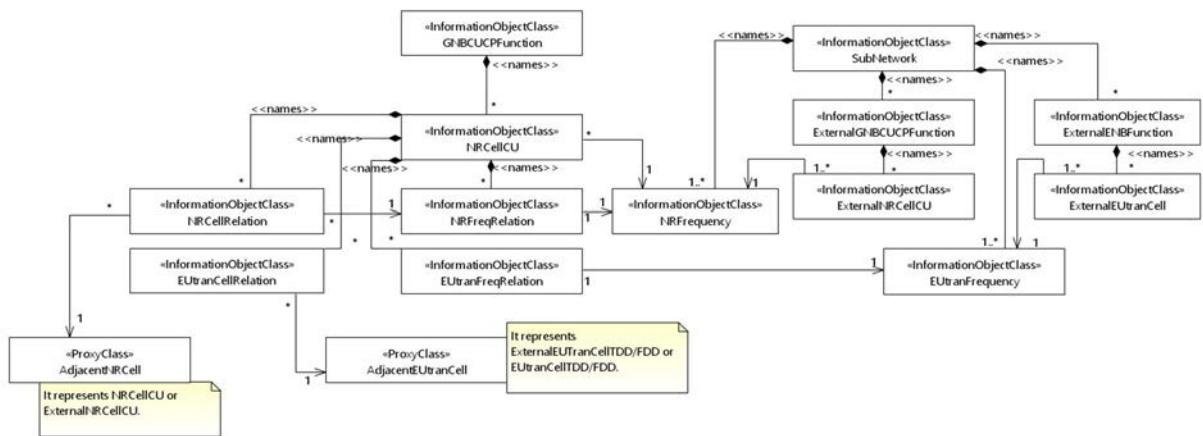 «InformationObjectClass»
GNBCUCPFunction
<<names>>
*
«InformationObjectClass»
SubNetwork
<<names>>
<<names>>
<<names>>
<<names>>
*
*
<<names>>
<<names>>
<<names>>
<<names>>
«InformationObjectClass»
NRCellCU
*
1
«InformationObjectClass»
ExternalGNBCUCPFunction
<<names>>
*
«InformationObjectClass»
ExternalENBFunction
<<names>>
*
*
*
*
«InformationObjectClass»
NRCellRelation
*
1
«InformationObjectClass»
NRFreqRelation
1
1
1..*
«InformationObjectClass»
NRFrequency
1
1..*
«InformationObjectClass»
ExternalNRCellCU
1..*
«InformationObjectClass»
ExternalEUtranCell
*
*
*
«InformationObjectClass»
EUtranCellRelation
*
«InformationObjectClass»
EUtranFreqRelation
1
1
1..*
1
«InformationObjectClass»
EUtranFrequency
1
«ProxyClass»
AdjacentNRCell
It represents NRCellCU or
ExternalNRCellCU.
1
«ProxyClass»
AdjacentEUtranCell
It represents
ExternalEUTranCellTDD/FDD or
EUtranCellTDD/FDD.